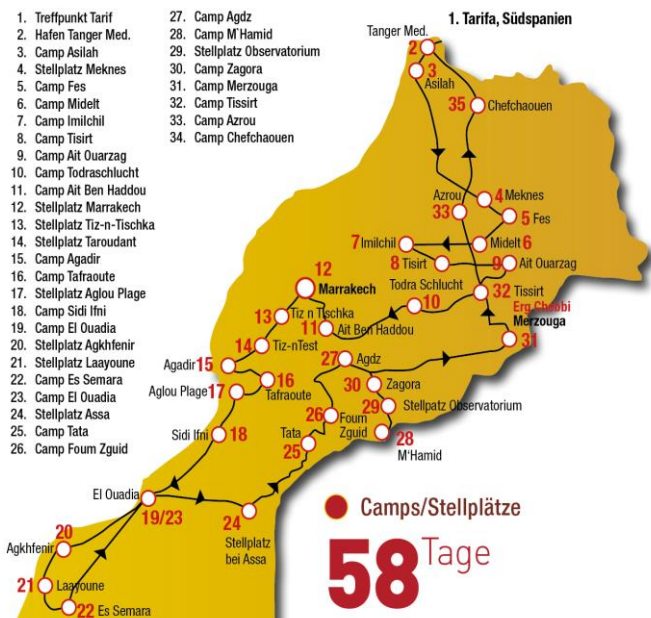 1. Treffpunkt Tarif
2. Hafen Tanger Med.
3. Camp Asilah
4. Stellplatz Meknes
5. Camp Fes
6. Camp Midelt
7. Camp Imilchil
8. Camp Tisirt
9. Camp Ait Ouarzag
10. Camp Todraschlucht
11. Camp Ait Ben Haddou
12. Stellplatz Marrakech
13. Stellplatz Tiz-n-Tischka
14. Stellplatz Taroudant
15. Camp Agadir
16. Camp Tafraoute
17. Stellplatz Aglou Plage
18. Camp Sidi Ifni
19. Camp El Ouadia
20. Stellplatz Agkhfenir
21. Stellplatz Laayoune
22. Camp Es Semara
23. Camp El Ouadia
24. Stellplatz Assa
25. Camp Tata
26. Camp Foum Zguid
27. Camp Agdz
28. Camp M`Hamid
29. Stellplatz Observatorium
30. Camp Zagora
31. Camp Merzouga
32. Camp Tissirt
33. Camp Azrou
34. Camp Chefchaouen
1. Tarifa, Südspanien
Tanger Med.
2
3
Asilah
35
Chefchaouen
Azrou
33
4 Meknes
5 Fes
7 Imilchil
Midelt 6
8 Tisirt
9 Ait Ouarzag
12
Marrakech
Todra Schlucht
10
32 Tissirt
Erg Chebbi
Merzouga
31
13
Tiz n Tischka
11 Ait Ben Haddou
14 Tiz-nTest
Agadir 15
27 Agdz
16
Tafraoute
Aglou Plage 17
30 Zagora
29 Stellpatz Observatorium
26 Foum
Zguid
28
M'Hamid
Sidi Ifni 18
Tata
25
El Ouadia
19/23
24
Stellplatz
bei Assa
20
Agkhfenir
21 Laayoune
22 Es Semara
Camps/Stellplätze
58 Tage